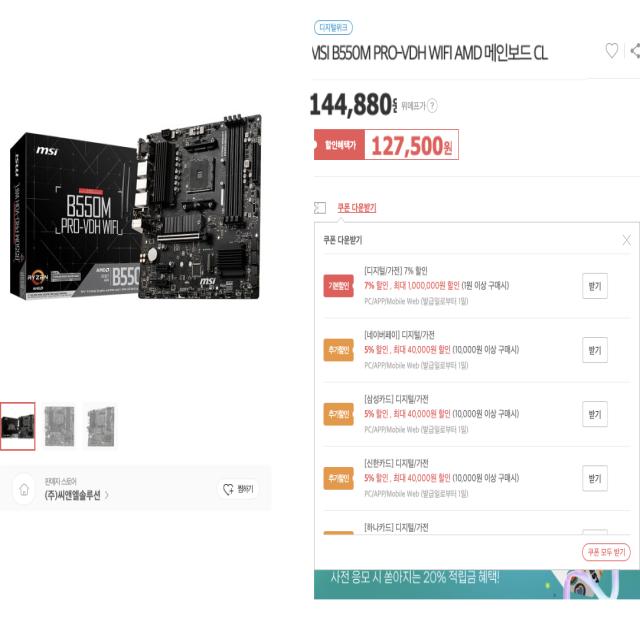 디지털위크
MSI B550M PRO-VDH WIFI AMD 메인보드 CL
144,880원 위메프가 ?
할인혜택가 127,500원
쿠폰 다운받기
쿠폰 다운받기
[디지털/가전] 7% 할인
기본할인 7% 할인, 최대 1,000,000원 할인 (1원 이상 구매시) 받기
PC/APP/Mobile Web (발급일로부터 1일)
[네이버페이] 디지털/가전
추가할인 5% 할인, 최대 40,000원 할인 (10,000원 이상 구매시) 받기
PC/APP/Mobile Web (발급일로부터 1일)
[삼성카드] 디지털/가전
추가할인 5% 할인, 최대 40,000원 할인 (10,000원 이상 구매시) 받기
PC/APP/Mobile Web (발급일로부터 1일)
[신한카드] 디지털/가전
추가할인 5% 할인, 최대 40,000원 할인 (10,000원 이상 구매시) 받기
PC/APP/Mobile Web (발급일로부터 1일)
[하나카드] 디지털/가전
쿠폰 모두 받기
사전 응모 시 쏟아지는 20% 적립금 혜택!
msi
msi
B550M
PRO-VDH WIFI
RYZEN
AMD
B550
msi
판매자 스토어
(주)씨앤엘솔루션
찜하기